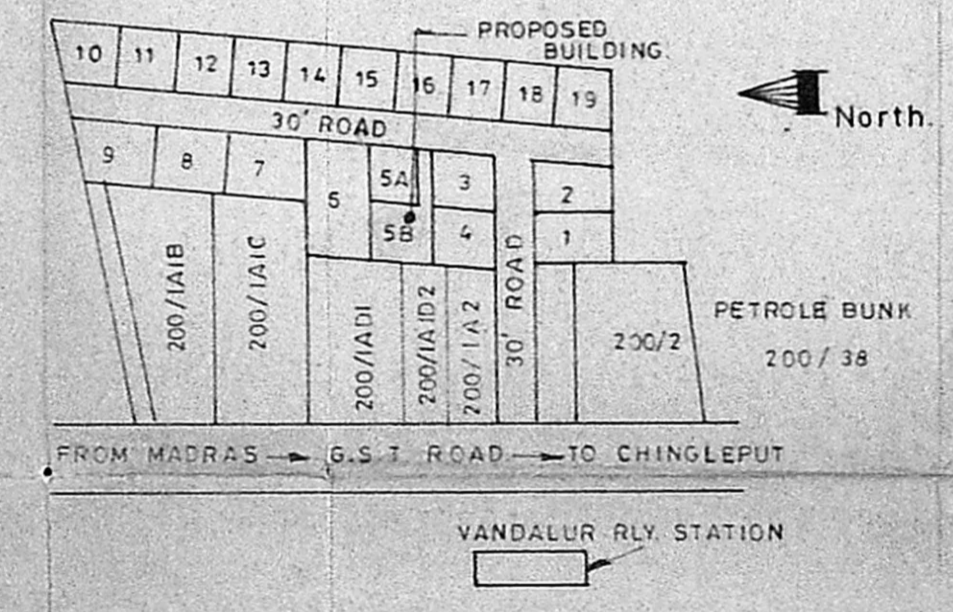 PROPOSED
BUILDING.
10 11 12 13 14 15 16 17 18 19
North.
30' ROAD
9 8 7 6 5A 3 2
5B 4 1
200/1A1B
200/1A1C
200/1AD1
200/1A1D2
200/1A2
30' ROAD
200/2
PETROLE BUNK
200/38
FROM MADRAS G.S.T. ROAD TO CHINGLEPUT
VANDALUR RLY. STATION